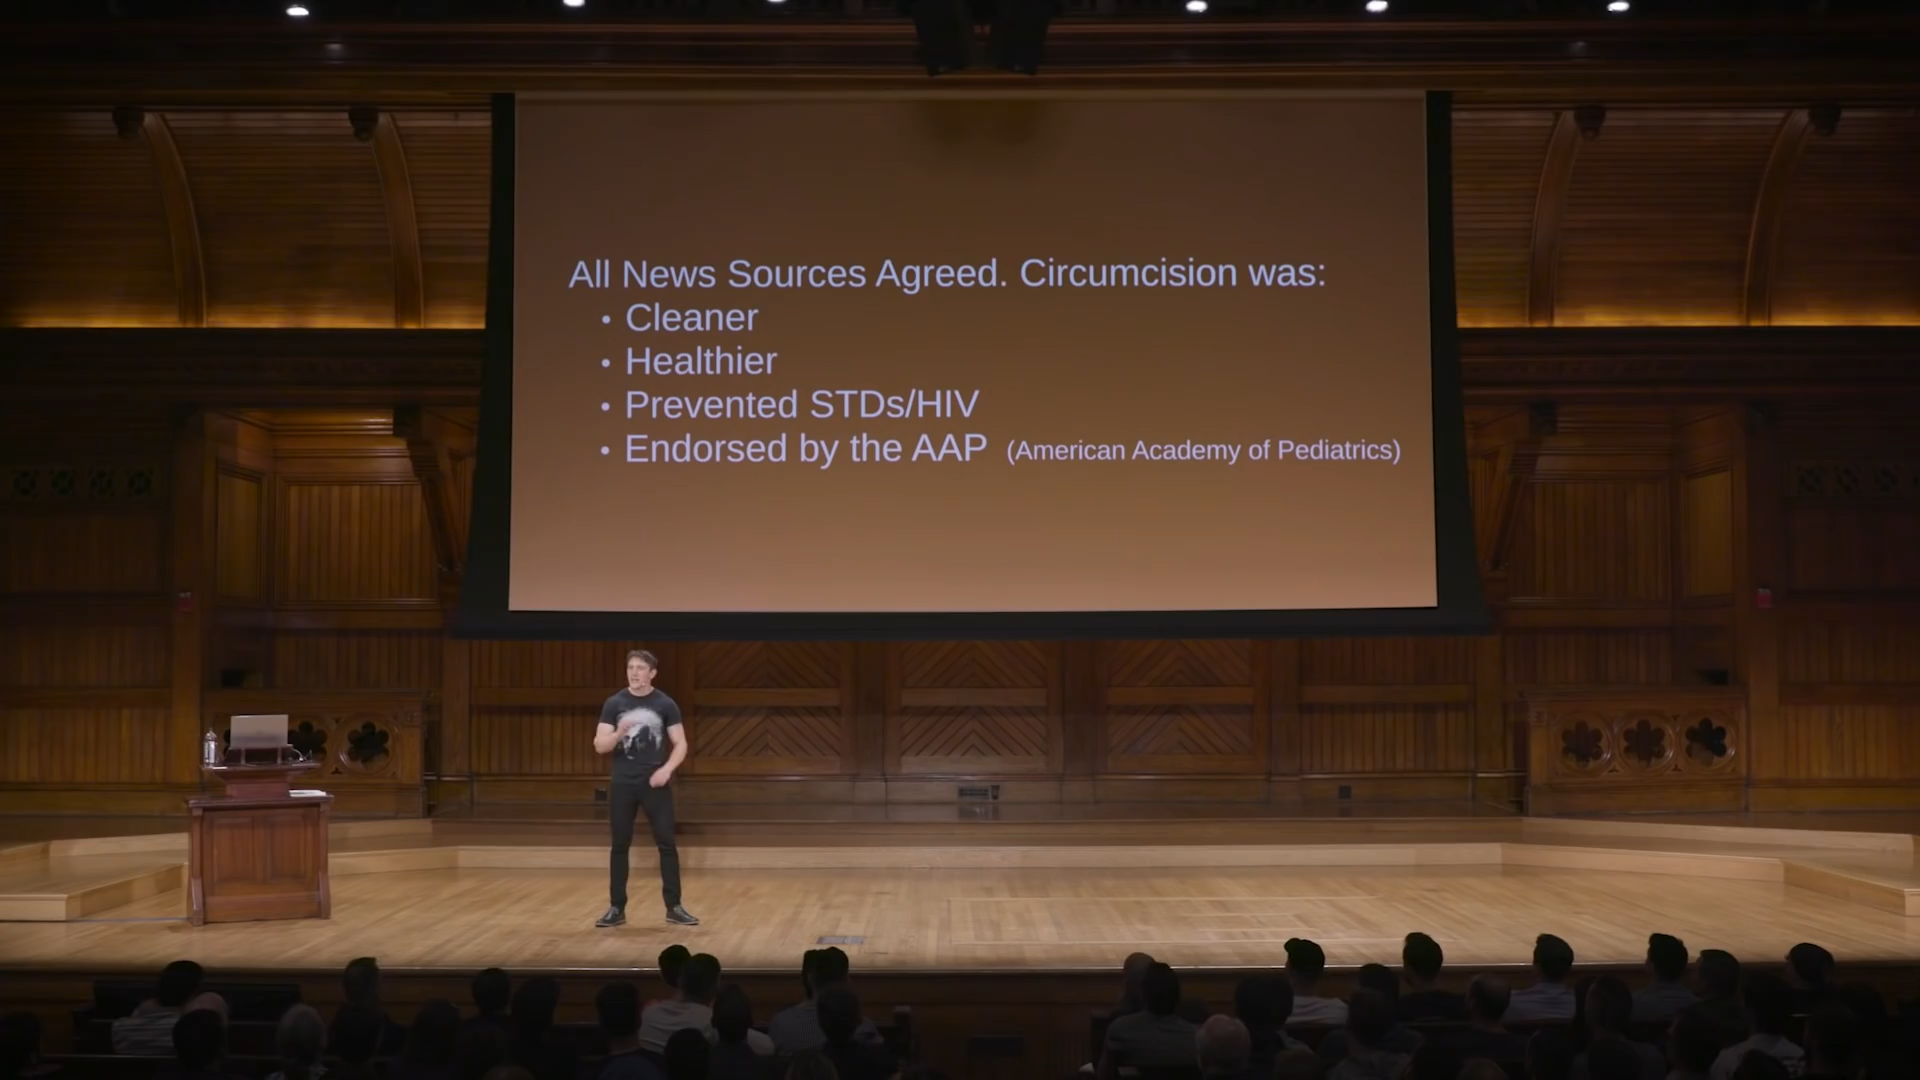 All News Sources Agreed. Circumcision was:
• Cleaner
• Healthier
• Prevented STDs/HIV
• Endorsed by the AAP (American Academy of Pediatrics)